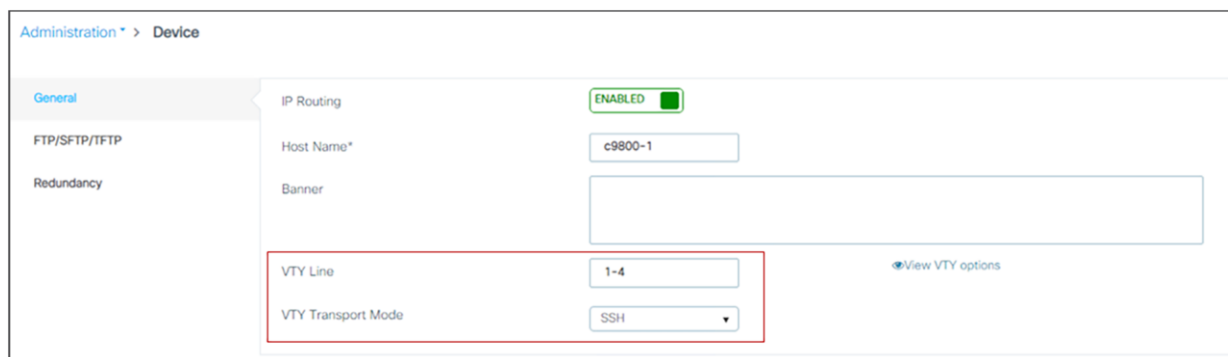 Administration > Device
General
IP Routing
ENABLED
FTP/SFTP/TFTP
Host Name*
c9800-1
Redundancy
Banner
VTY Line
1-4
View VTY options
VTY Transport Mode
SSH